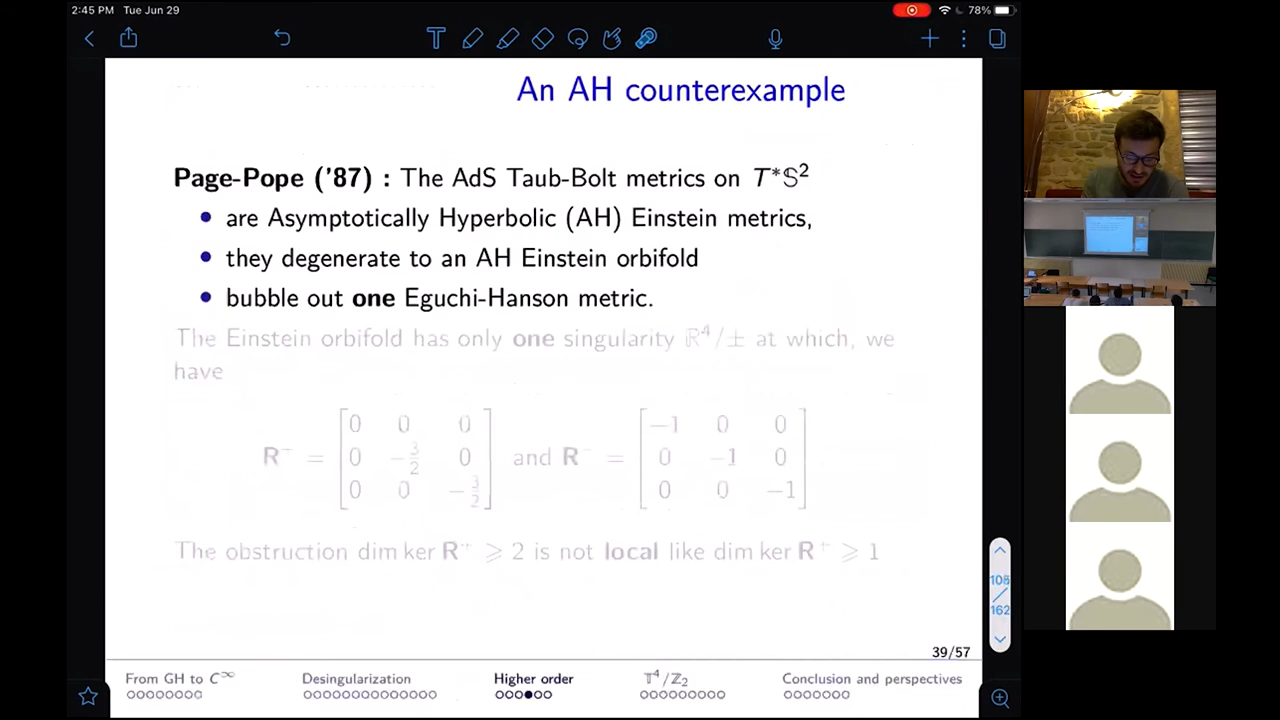 2:45 PM Tue Jun 29
78%
An AH counterexample
Page-Pope ('87) : The AdS Taub-Bolt metrics on T*𝕊²
• are Asymptotically Hyperbolic (AH) Einstein metrics,
• they degenerate to an AH Einstein orbifold
• bubble out one Eguchi-Hanson metric.
The Einstein orbifold has only one singularity ℝ⁴/± at which, we
have
0 0 0
R = 0 −3/2 0 and R = 
0 0 −3/2
−1 0 0
0 −1 0
0 0 −1
The obstruction dim ker R ⩾ 2 is not local like dim ker R⁺ ⩾ 1
108
162
39/57
From GH to C^∞ Desingularization Higher order 𝕋⁴/ℤ₂ Conclusion and perspectives